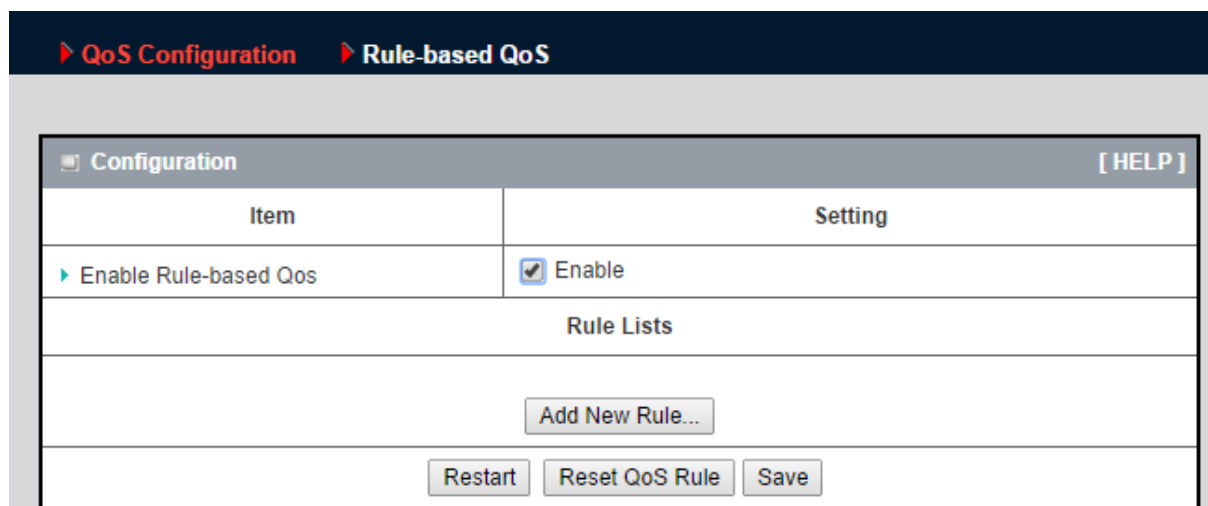 QoS Configuration Rule-based QoS
Configuration [ HELP ]
Item Setting
Enable Rule-based Qos Enable
Rule Lists
Add New Rule...
Restart Reset QoS Rule Save